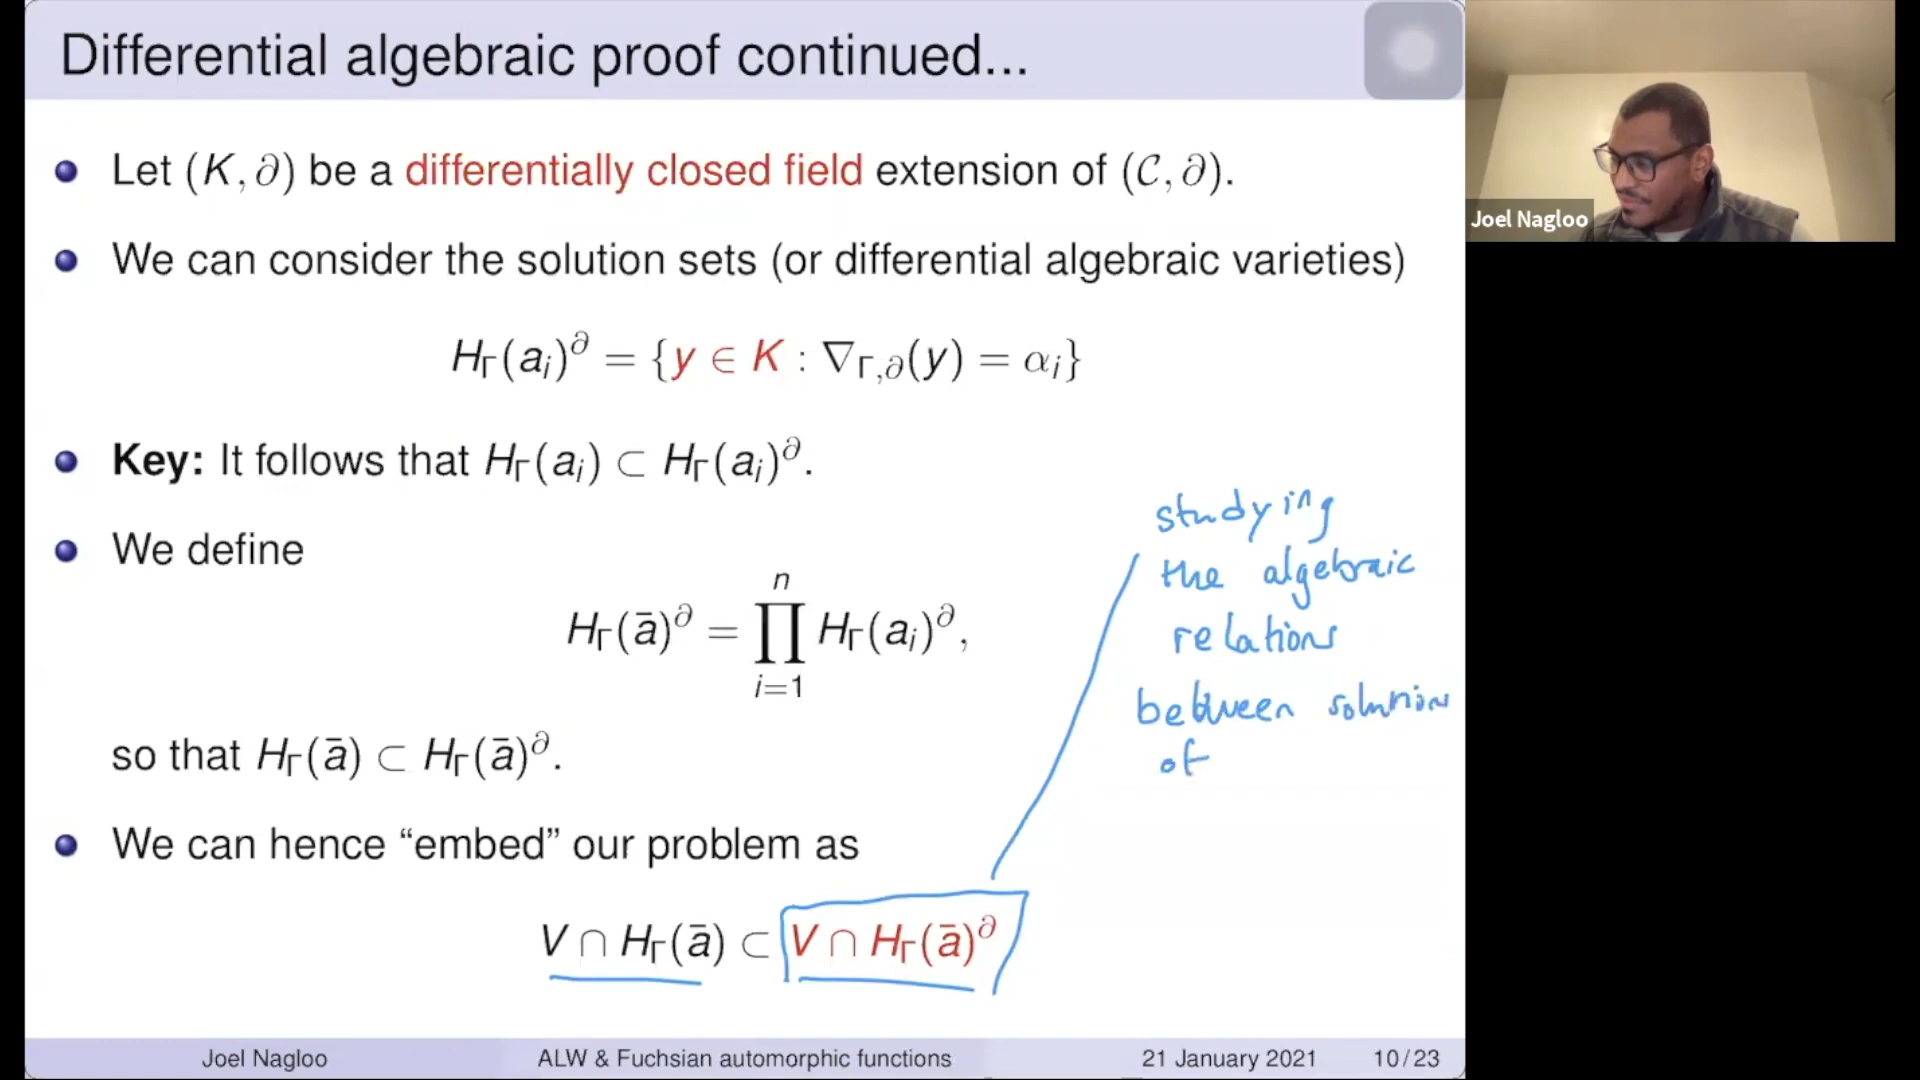 Differential algebraic proof continued...
Let (K, ∂) be a differentially closed field extension of (𝒞, ∂).
We can consider the solution sets (or differential algebraic varieties)
H_Γ(a_i)^∂ = {y ∈ K : ∇_{Γ,∂}(y) = α_i}
Key: It follows that H_Γ(a_i) ⊂ H_Γ(a_i)^∂.
We define
H_Γ(ā)^∂ = ∏_{i=1}^{n} H_Γ(a_i)^∂,
so that H_Γ(ā) ⊂ H_Γ(ā)^∂.
We can hence “embed” our problem as
V ∩ H_Γ(ā) ⊂ V ∩ H_Γ(ā)^∂
studying
the algebraic
relations
between solutions
of
Joel Nagloo
ALW & Fuchsian automorphic functions
21 January 2021
10/23
Joel Nagloo